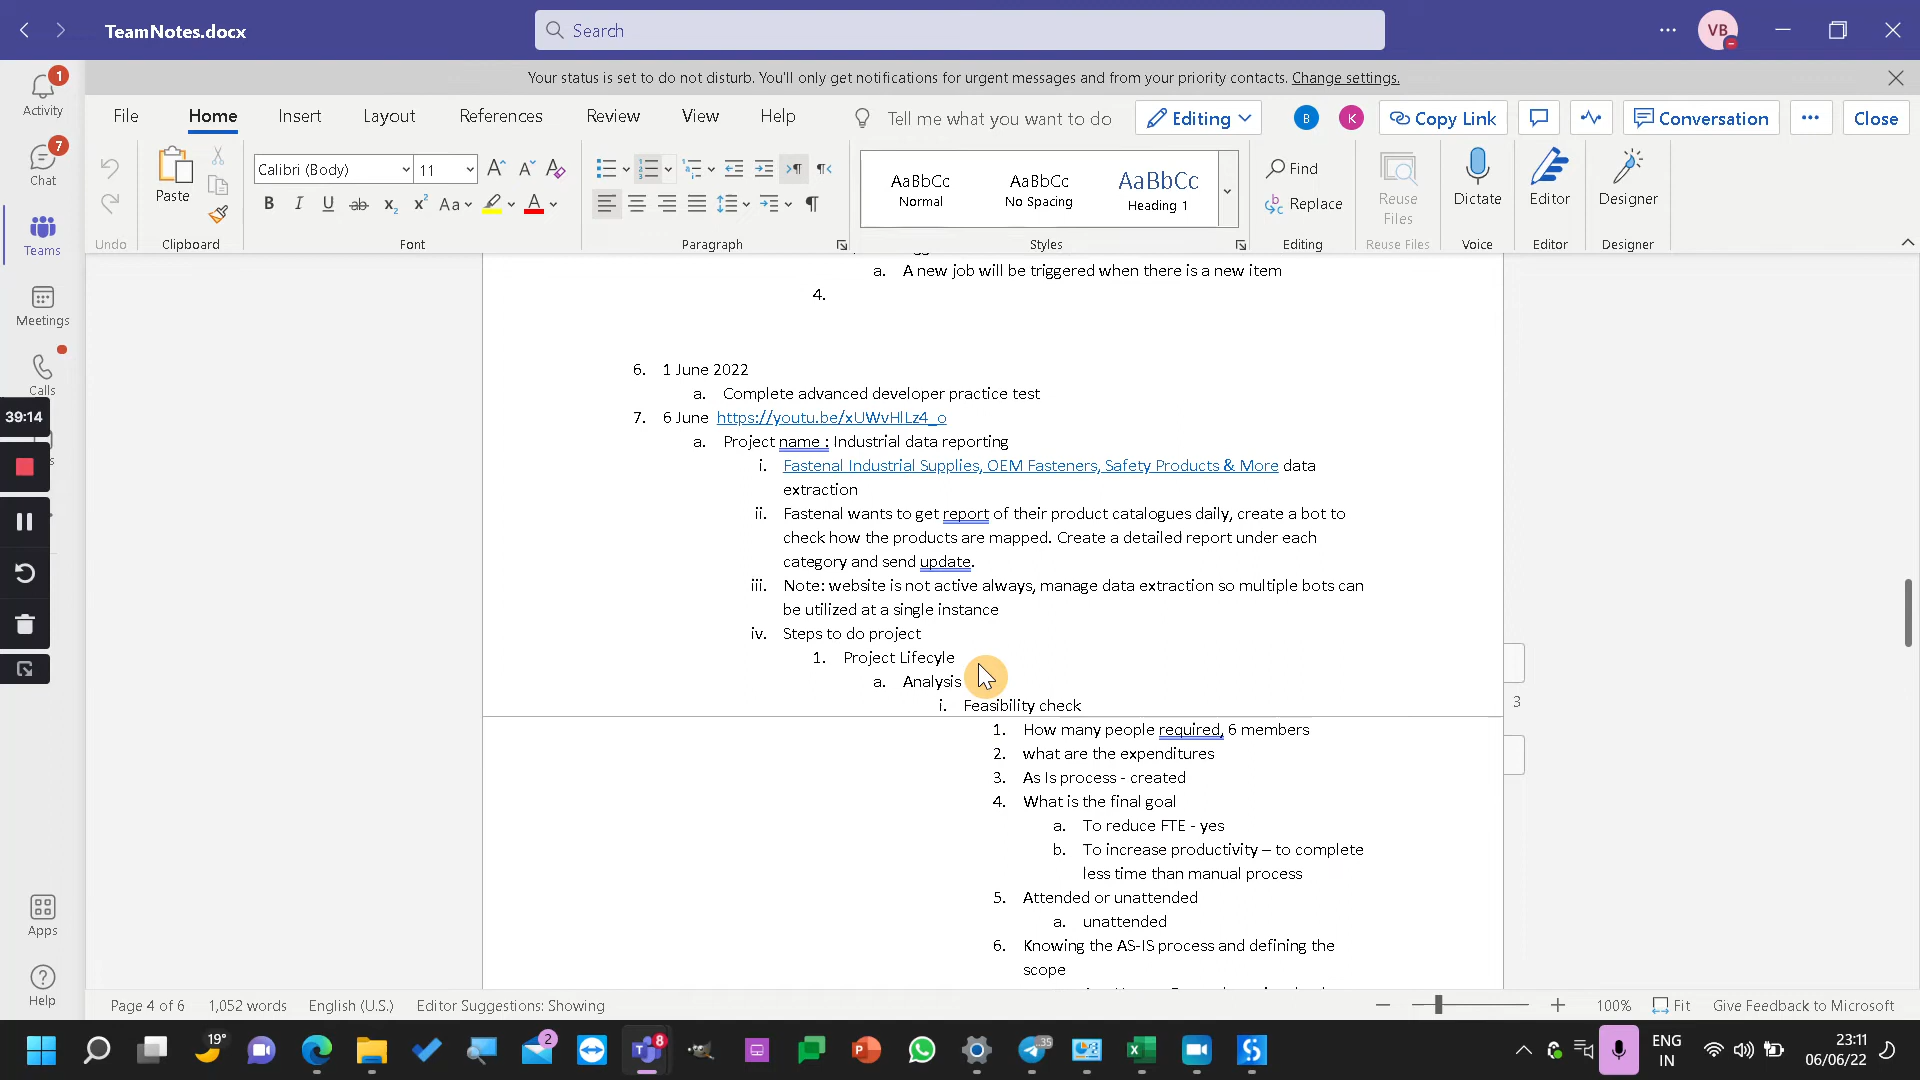 TeamNotes.docx
Search
VB
Your status is set to do not disturb. You'll only get notifications for urgent messages and from your priority contacts. Change settings.
1
Activity
7
Chat
Teams
Meetings
Calls
39:14
Apps
Help
File Home Insert Layout References Review View Help Tell me what you want to do Editing B K Copy Link Conversation Close
Undo
Paste
Clipboard
Calibri (Body) 11
Font
Paragraph
AaBbCc Normal
AaBbCc No Spacing
AaBbCc Heading 1
Styles
Find
Replace
Editing
Reuse Files
Reuse Files
Dictate
Voice
Editor
Editor
Designer
Designer
a. A new job will be triggered when there is a new item
4.
6. 1 June 2022
a. Complete advanced developer practice test
7. 6 June https://youtu.be/xUWvHlLz4_o
a. Project name : Industrial data reporting
i. Fastenal Industrial Supplies, OEM Fasteners, Safety Products & More data
extraction
ii. Fastenal wants to get report of their product catalogues daily, create a bot to
check how the products are mapped. Create a detailed report under each
category and send update.
iii. Note: website is not active always, manage data extraction so multiple bots can
be utilized at a single instance
iv. Steps to do project
1. Project Lifecyle
a. Analysis
i. Feasibility check
3
1. How many people required, 6 members
2. what are the expenditures
3. As Is process - created
4. What is the final goal
a. To reduce FTE - yes
b. To increase productivity – to complete
less time than manual process
5. Attended or unattended
a. unattended
6. Knowing the AS-IS process and defining the
scope
Page 4 of 6 1,052 words English (U.S.) Editor Suggestions: Showing 100% Fit Give Feedback to Microsoft
19°
2
8
35
ENG
IN
23:11
06/06/22